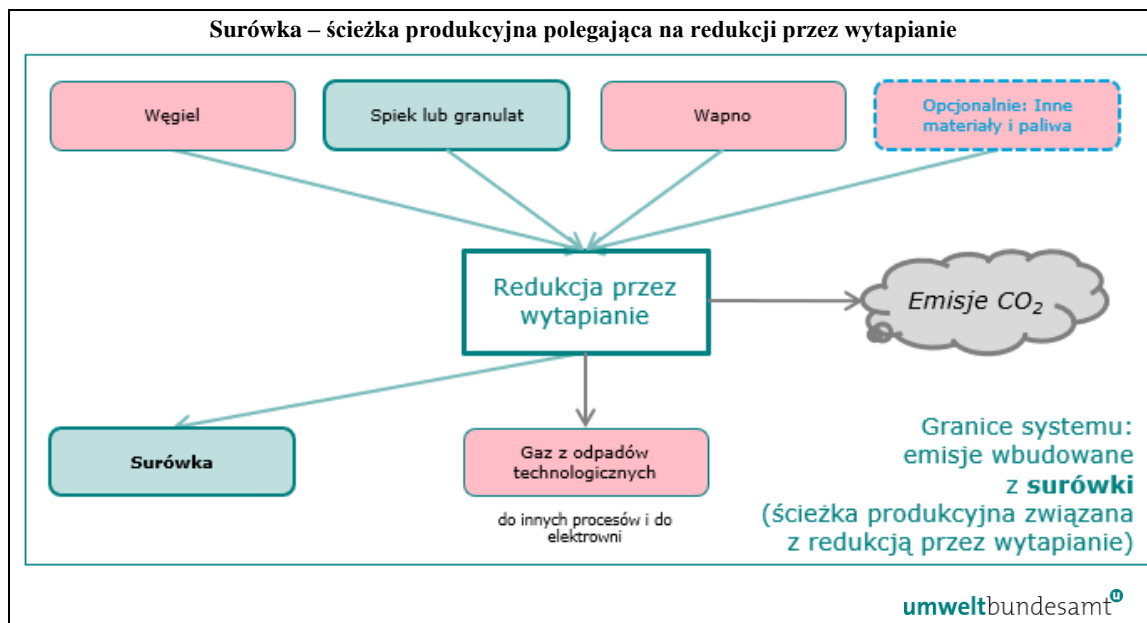 Surówka – ścieżka produkcyjna polegająca na redukcji przez wytapianie
Węgiel
Spiek lub granulat
Wapno
Opcjonalnie: Inne
materiały i paliwa
Redukcja przez
wytapianie
Emisje CO₂
Surówka
Gaz z odpadów
technologicznych
do innych procesów i do
elektrowni
Granice systemu:
emisje wbudowane
z surówki
(ścieżka produkcyjna związana
z redukcją przez wytapianie)
umweltbundesamt